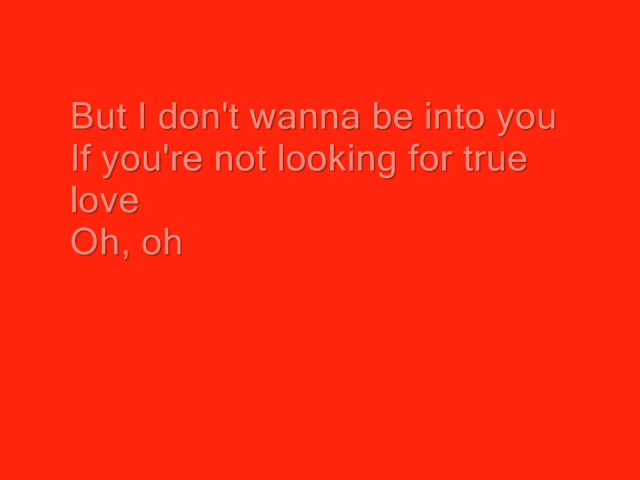 But I don't wanna be into you
If you're not looking for true
love
Oh, oh